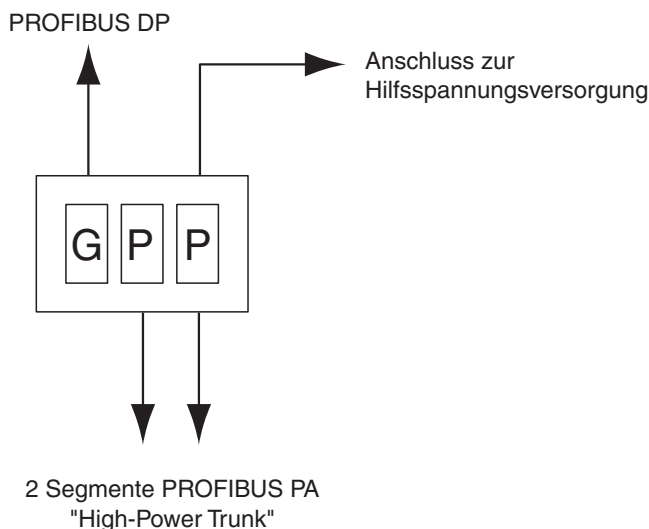 PROFIBUS DP
Anschluss zur
Hilfsspannungsversorgung
G P P
2 Segmente PROFIBUS PA
"High-Power Trunk"